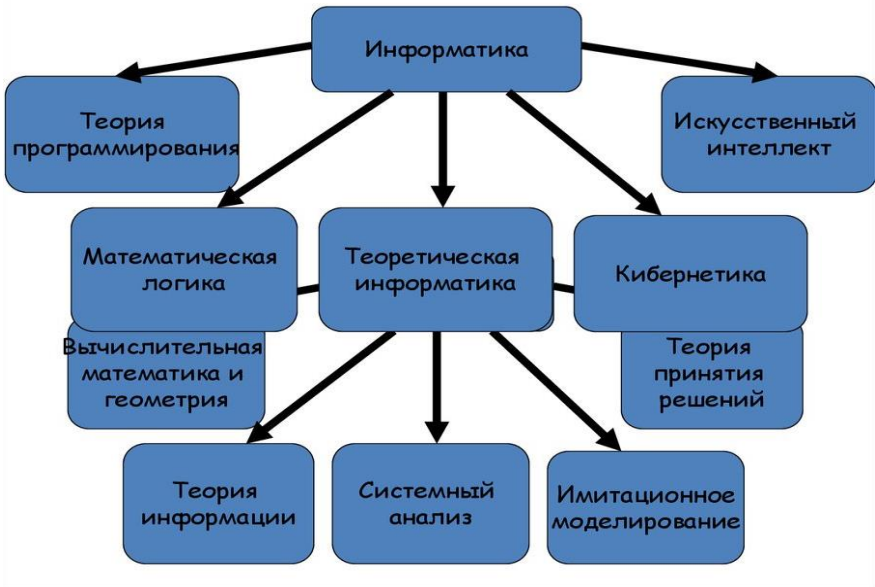 Информатика
Теория
программирования
Искусственный
интеллект
Математическая
логика
Теоретическая
информатика
Кибернетика
Вычислительная
математика и
геометрия
Теория
принятия
решений
Теория
информации
Системный
анализ
Имитационное
моделирование